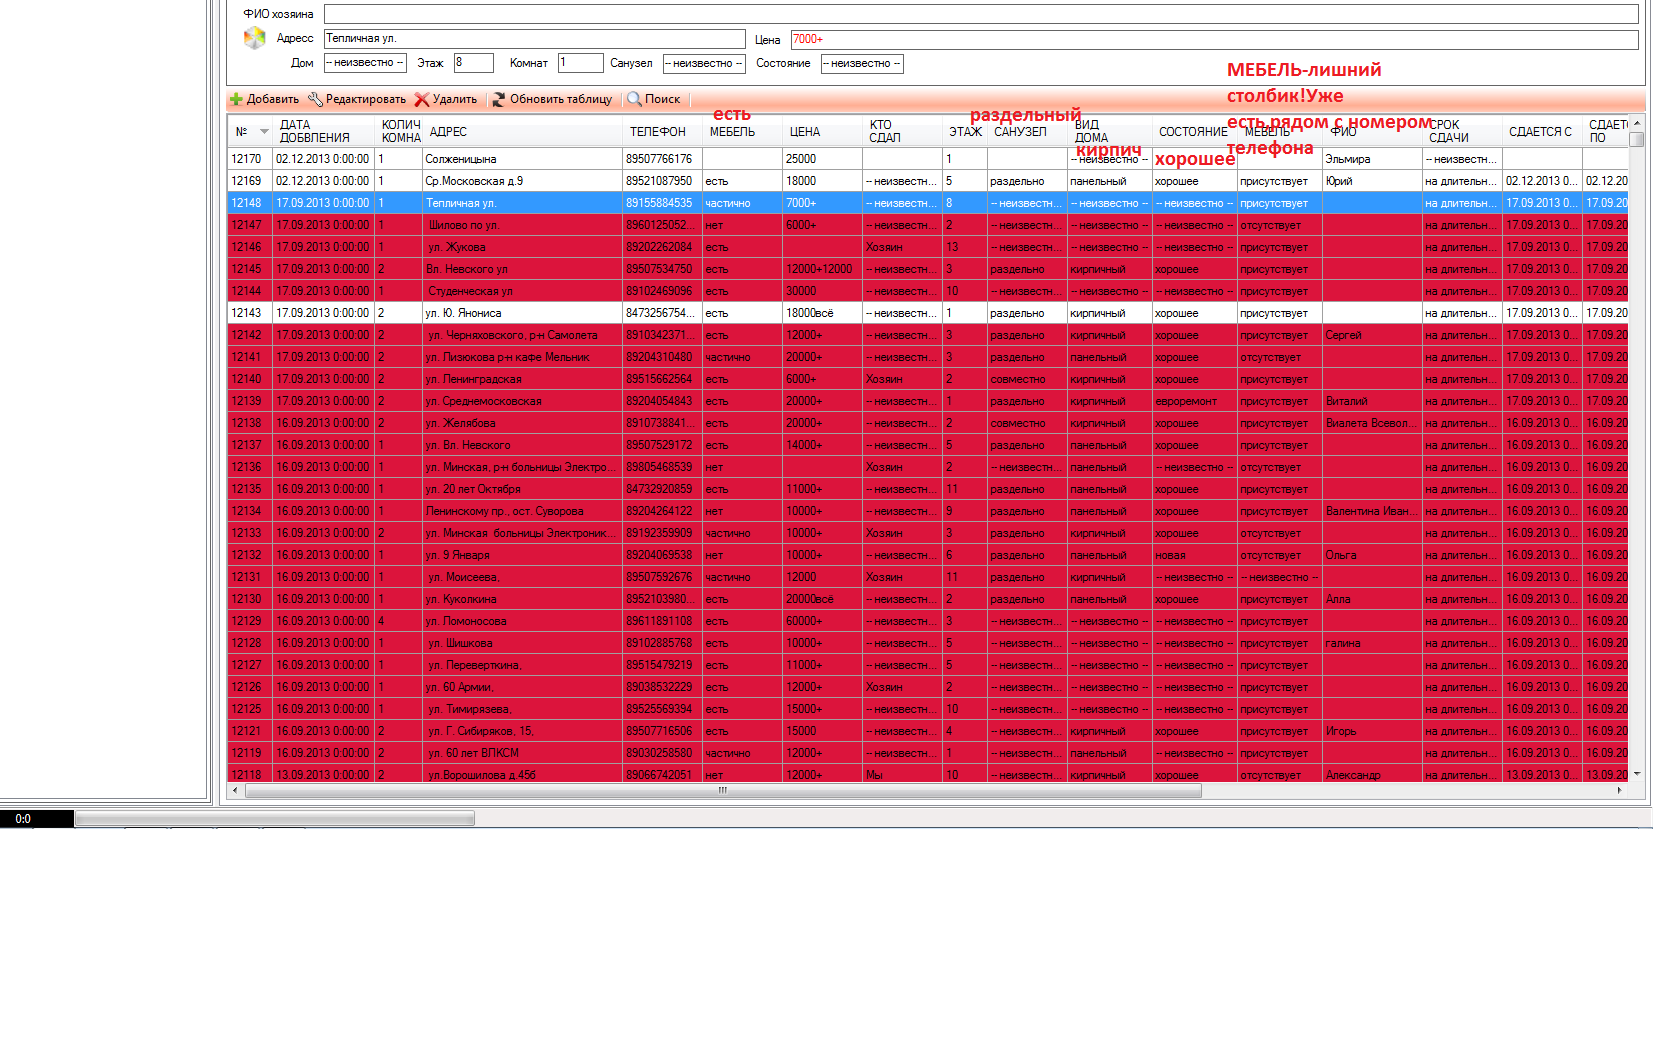 ФИО хозяина
Адресс Тепличная ул. Цена 7000+
Дом -- неизвестно -- Этаж 8 Комнат 1 Санузел -- неизвестно -- Состояние -- неизвестно --
МЕБЕЛЬ-лишний
столбик!Уже
есть,рядом с номером
телефона
Добавить Редактировать Удалить Обновить таблицу Поиск
есть раздельный
кирпич хорошее
№ ДАТА ДОБВЛЕНИЯ КОЛИЧ КОМНА АДРЕС ТЕЛЕФОН МЕБЕЛЬ ЦЕНА КТО СДАЛ ЭТАЖ САНУЗЕЛ ВИД ДОМА СОСТОЯНИЕ МЕБЕЛЬ ФИО СРОК СДАЧИ СДАЕТСЯ С СДАЕТ ПО
12170 02.12.2013 0:00:00 1 Солженицына 89507766176 25000 1 -- неизвестно -- Эльмира -- неизвестн...
12169 02.12.2013 0:00:00 1 Ср.Московская д.9 89521087950 есть 18000 -- неизвестн... 5 раздельно панельный хорошее присутствует Юрий на длительн... 02.12.2013 0... 02.12.20
12148 17.09.2013 0:00:00 1 Тепличная ул. 89155884535 частично 7000+ -- неизвестн... 8 -- неизвестн... -- неизвестно -- -- неизвестно -- присутствует на длительн... 17.09.2013 0... 17.09.20
12147 17.09.2013 0:00:00 1 Шилово по ул. 8960125052... нет 6000+ -- неизвестн... 2 -- неизвестн... -- неизвестно -- -- неизвестно -- отсутствует на длительн... 17.09.2013 0... 17.09.20
12146 17.09.2013 0:00:00 1 ул. Жукова 89202262084 есть Хозяин 13 -- неизвестн... -- неизвестно -- -- неизвестно -- присутствует на длительн... 17.09.2013 0... 17.09.20
12145 17.09.2013 0:00:00 2 Вл. Невского ул 89507534750 есть 12000+12000 -- неизвестн... 3 раздельно кирпичный хорошее присутствует на длительн... 17.09.2013 0... 17.09.20
12144 17.09.2013 0:00:00 1 Студенческая ул 89102469096 есть 30000 -- неизвестн... 10 -- неизвестн... -- неизвестно -- -- неизвестно -- присутствует на длительн... 17.09.2013 0... 17.09.20
12143 17.09.2013 0:00:00 2 ул. Ю. Янониса 8473256754... есть 18000всё -- неизвестн... 1 раздельно кирпичный хорошее присутствует на длительн... 17.09.2013 0... 17.09.20
12142 17.09.2013 0:00:00 2 ул. Черняховского, р-н Самолета 8910342371... есть 12000+ -- неизвестн... 3 раздельно кирпичный хорошее присутствует Сергей на длительн... 17.09.2013 0... 17.09.20
12141 17.09.2013 0:00:00 2 ул. Лизюкова р-н кафе Мельник 89204310480 частично 20000+ -- неизвестн... 3 раздельно панельный хорошее отсутствует на длительн... 17.09.2013 0... 17.09.20
12140 17.09.2013 0:00:00 2 ул. Ленинградская 89515662564 есть 6000+ Хозяин 2 совместно кирпичный хорошее присутствует на длительн... 17.09.2013 0... 17.09.20
12139 17.09.2013 0:00:00 2 ул. Среднемосковская 89204054843 есть 20000+ -- неизвестн... 1 раздельно кирпичный евроремонт присутствует Виталий на длительн... 17.09.2013 0... 17.09.20
12138 16.09.2013 0:00:00 2 ул. Желябова 8910738841... есть 20000+ -- неизвестн... 2 совместно кирпичный хорошее присутствует Виалета Всевол... на длительн... 16.09.2013 0... 16.09.20
12137 16.09.2013 0:00:00 1 ул. Вл. Невского 89507529172 есть 14000+ -- неизвестн... 5 раздельно панельный хорошее присутствует на длительн... 16.09.2013 0... 16.09.20
12136 16.09.2013 0:00:00 1 ул. Минская, р-н больницы Электро... 89805468539 нет Хозяин 2 -- неизвестн... панельный -- неизвестно -- отсутствует на длительн... 16.09.2013 0... 16.09.20
12135 16.09.2013 0:00:00 1 ул. 20 лет Октября 84732920859 есть 11000+ -- неизвестн... 11 раздельно панельный хорошее присутствует на длительн... 16.09.2013 0... 16.09.20
12134 16.09.2013 0:00:00 1 Ленинскому пр., ост. Суворова 89204264122 нет 10000+ -- неизвестн... 9 раздельно панельный хорошее присутствует Валентина Иван... на длительн... 16.09.2013 0... 16.09.20
12133 16.09.2013 0:00:00 2 ул. Минская больницы Электроник... 89192359909 частично 10000+ Хозяин 3 раздельно панельный хорошее отсутствует на длительн... 16.09.2013 0... 16.09.20
12132 16.09.2013 0:00:00 1 ул. 9 Января 89204069538 нет 10000+ -- неизвестн... 6 раздельно панельный новая отсутствует Ольга на длительн... 16.09.2013 0... 16.09.20
12131 16.09.2013 0:00:00 1 ул. Моисеева, 89507592676 частично 12000 Хозяин 11 раздельно кирпичный -- неизвестно -- -- неизвестно -- на длительн... 16.09.2013 0... 16.09.20
12130 16.09.2013 0:00:00 1 ул. Куколкина 8952103980... есть 20000всё -- неизвестн... 2 раздельно панельный хорошее присутствует Алла на длительн... 16.09.2013 0... 16.09.20
12129 16.09.2013 0:00:00 4 ул. Ломоносова 89611891108 есть 60000+ -- неизвестн... 3 -- неизвестн... -- неизвестно -- -- неизвестно -- присутствует на длительн... 16.09.2013 0... 16.09.20
12128 16.09.2013 0:00:00 1 ул. Шишкова 89102885768 есть 10000+ -- неизвестн... 5 -- неизвестн... -- неизвестно -- -- неизвестно -- присутствует галина на длительн... 16.09.2013 0... 16.09.20
12127 16.09.2013 0:00:00 1 ул. Переверткина, 89515479219 есть 11000+ -- неизвестн... 5 -- неизвестн... -- неизвестно -- -- неизвестно -- присутствует на длительн... 16.09.2013 0... 16.09.20
12126 16.09.2013 0:00:00 1 ул. 60 Армии, 89038532229 есть 12000+ Хозяин 2 -- неизвестн... -- неизвестно -- -- неизвестно -- присутствует на длительн... 16.09.2013 0... 16.09.20
12125 16.09.2013 0:00:00 1 ул. Тимирязева, 89525569394 есть 15000+ -- неизвестн... 10 -- неизвестн... -- неизвестно -- -- неизвестно -- присутствует на длительн... 16.09.2013 0... 16.09.20
12121 16.09.2013 0:00:00 2 ул. Г. Сибиряков, 15, 89507716506 есть 15000 -- неизвестн... 4 -- неизвестн... кирпичный хорошее присутствует Игорь на длительн... 16.09.2013 0... 16.09.20
12119 16.09.2013 0:00:00 2 ул. 60 лет ВЛКСМ 89030258580 частично 12000+ -- неизвестн... 1 -- неизвестн... панельный -- неизвестно -- присутствует на длительн... 16.09.2013 0... 16.09.20
12118 13.09.2013 0:00:00 2 ул.Ворошилова д.45б 89066742051 нет 12000+ Мы 10 -- неизвестн... кирпичный хорошее отсутствует Александр на длительн... 13.09.2013 0... 13.09.20
0:0